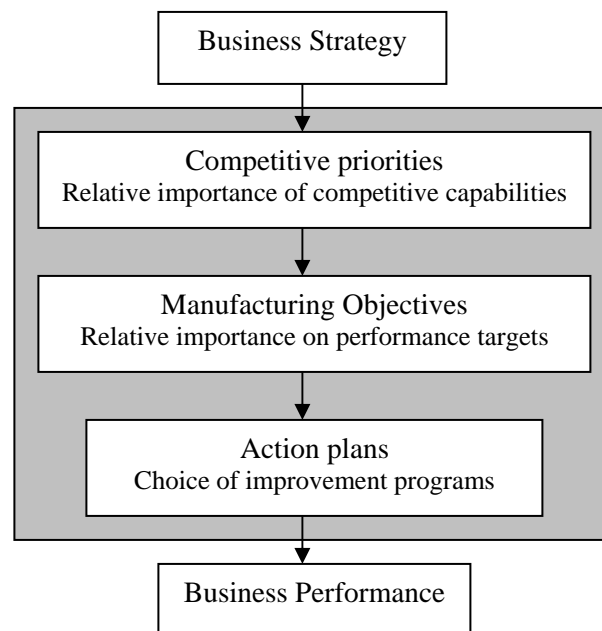 Business Strategy
Competitive priorities
Relative importance of competitive capabilities
Manufacturing Objectives
Relative importance on performance targets
Action plans
Choice of improvement programs
Business Performance